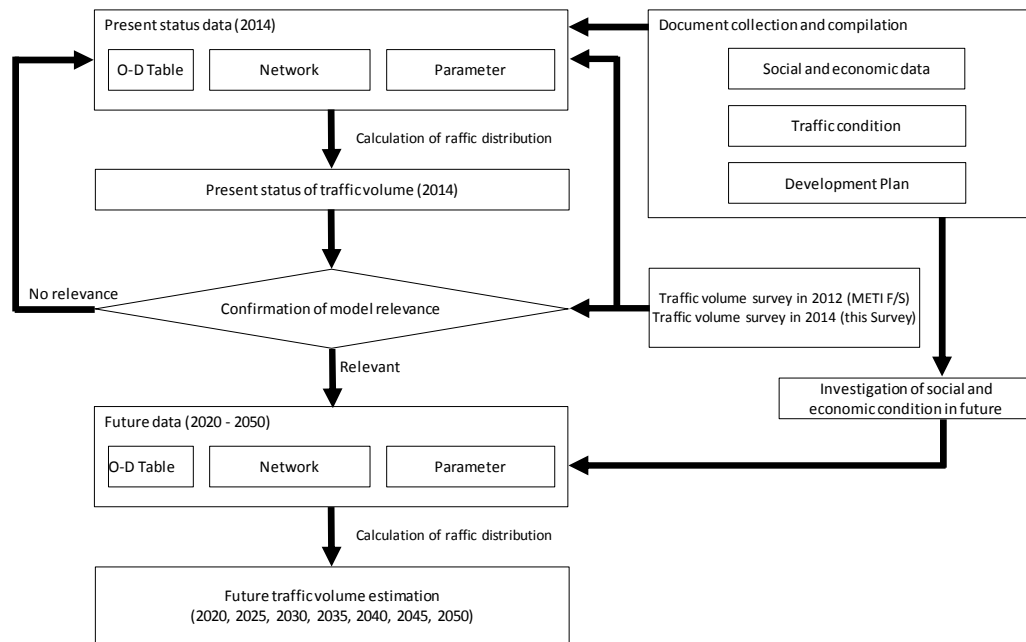 Present status data (2014)
O-D Table
Network
Parameter
Document collection and compilation
Social and economic data
Traffic condition
Development Plan
Calculation of raffic distribution
Present status of traffic volume (2014)
No relevance
Confirmation of model relevance
Traffic volume survey in 2012 (METI F/S)
Traffic volume survey in 2014 (this Survey)
Relevant
Investigation of social and
economic condition in future
Future data (2020 - 2050)
O-D Table
Network
Parameter
Calculation of raffic distribution
Future traffic volume estimation
(2020, 2025, 2030, 2035, 2040, 2045, 2050)